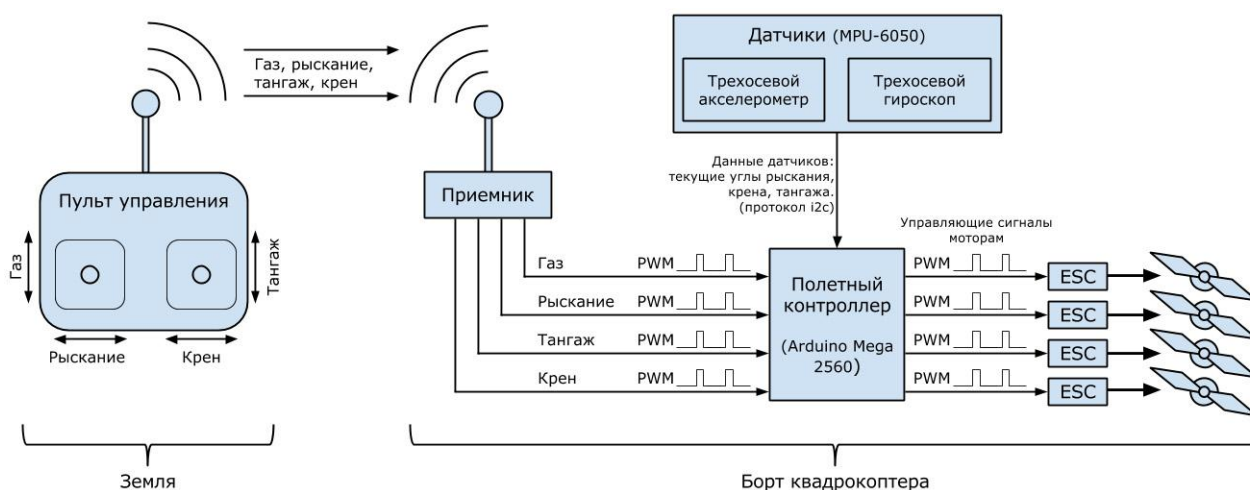 Газ, рыскание,
тангаж, крен
Датчики (MPU-6050)
Трехосевой
акселерометр
Трехосевой
гироскоп
Данные датчиков:
текущие углы рыскания,
крена, тангажа.
(протокол i2c)
Пульт управления
Газ
Тангаж
Рыскание
Крен
Приемник
Управляющие сигналы
моторам
Газ
PWM
Рыскание
PWM
Тангаж
PWM
Крен
PWM
Полетный
контроллер
(Arduino Mega
2560)
PWM
ESC
PWM
ESC
PWM
ESC
PWM
ESC
Земля
Борт квадрокоптера